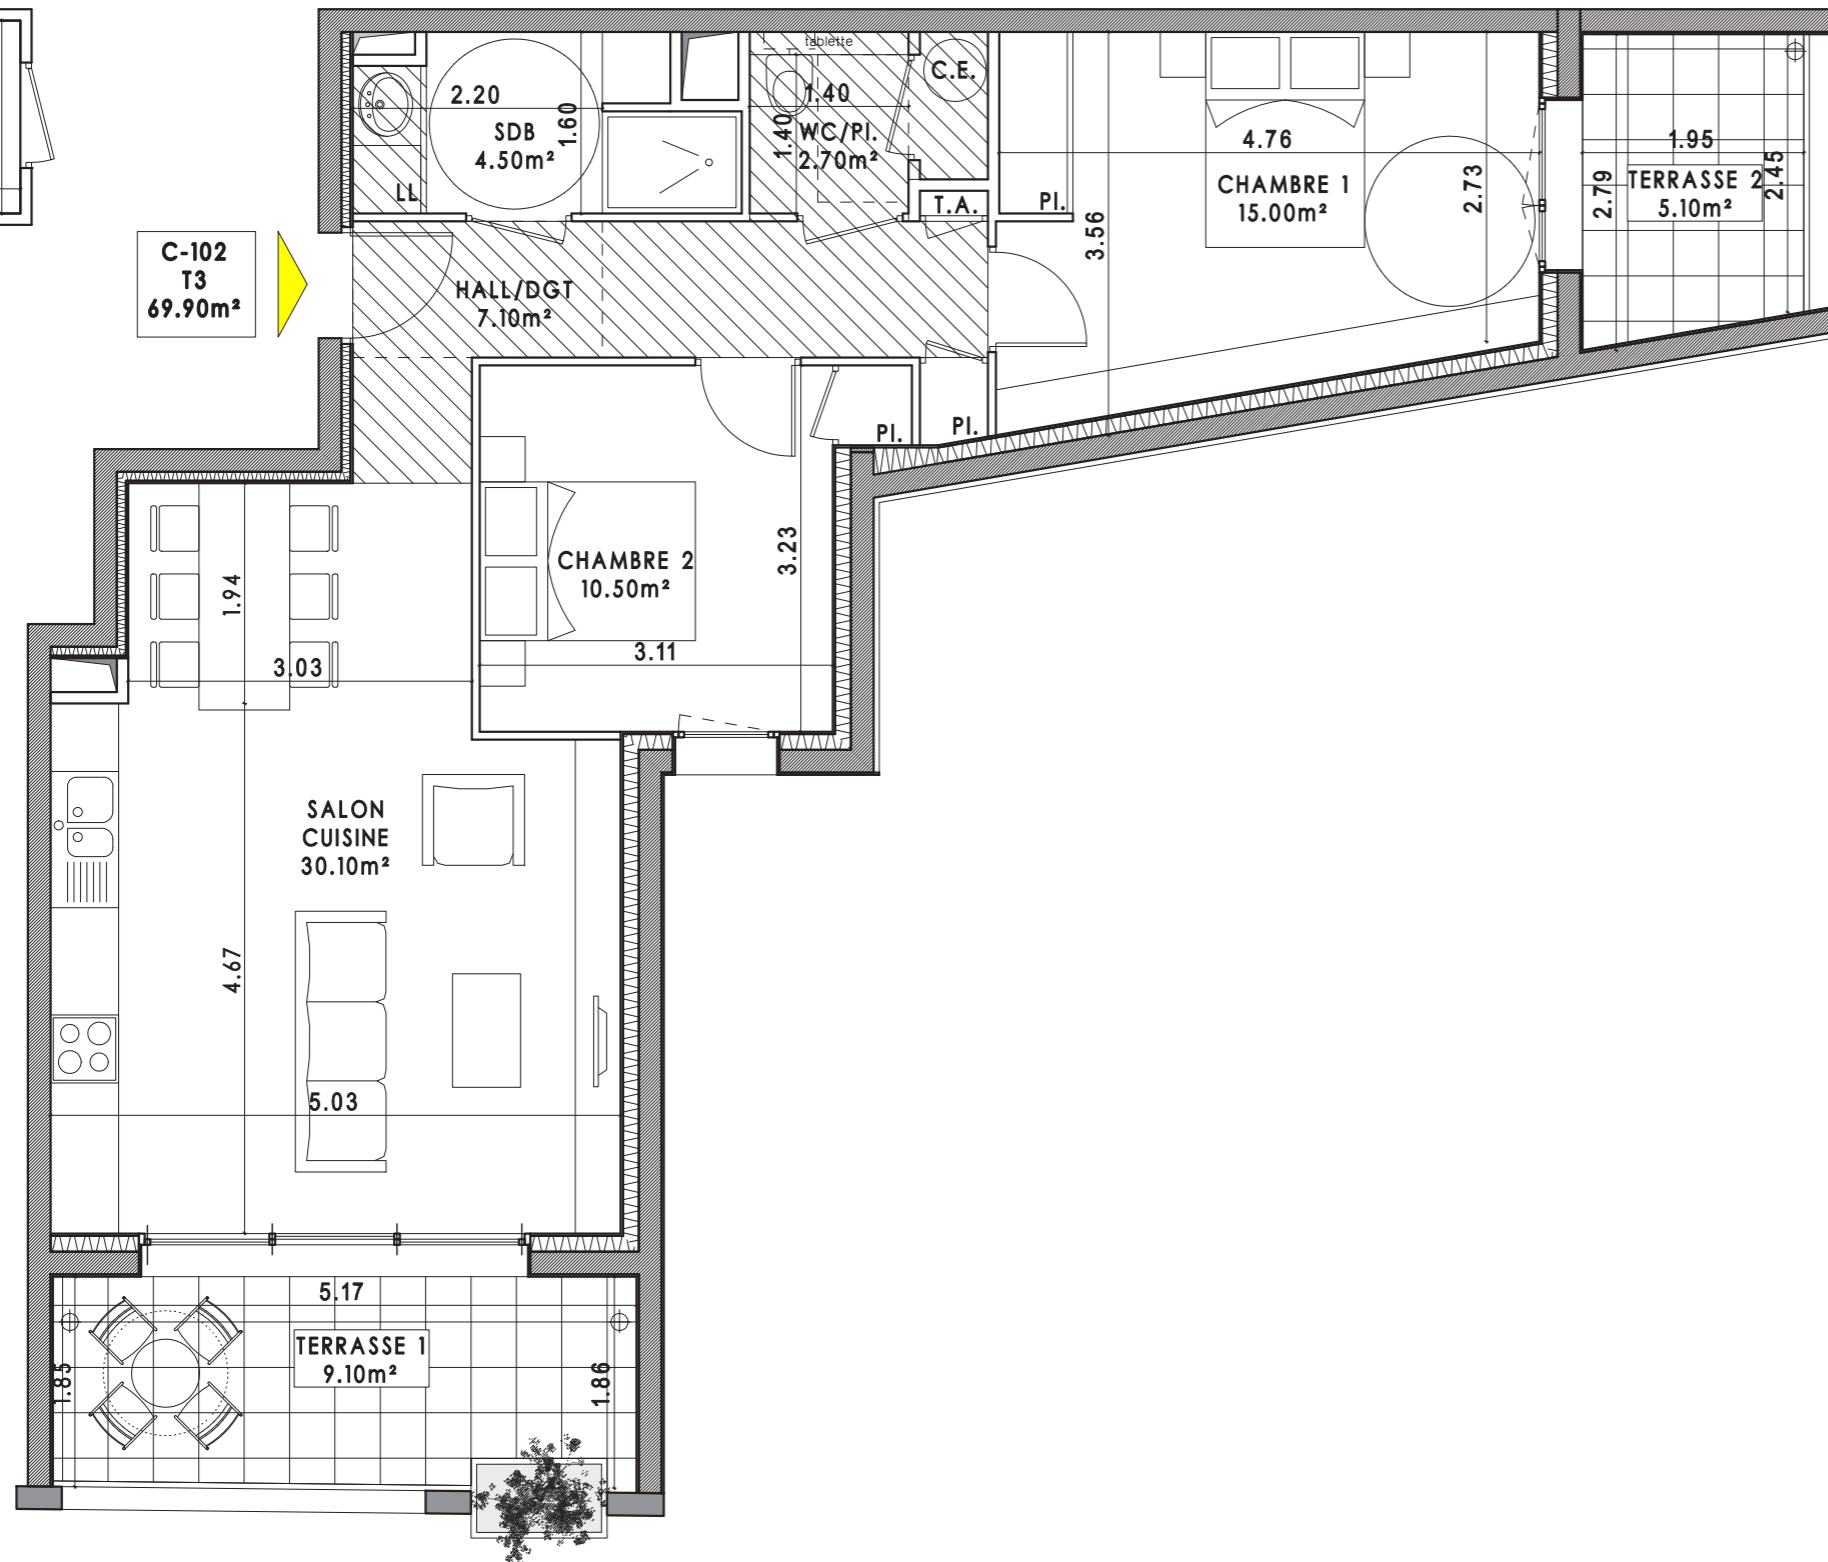 tablette
C.E.
2.20
1.40
SDB
4.50m²
1.60
1.40
WC/Pl.
2.70m²
4.76
CHAMBRE 1
15.00m²
2.73
1.95
TERRASSE 2
5.10m²
2.79
2.45
LL
T.A.
Pl.
3.56
C-102
T3
69.90m²
HALL/DGT
7.10m²
Pl.
Pl.
CHAMBRE 2
10.50m²
3.23
1.94
3.03
3.11
SALON
CUISINE
30.10m²
4.67
5.03
5.17
TERRASSE 1
9.10m²
1.85
1.86